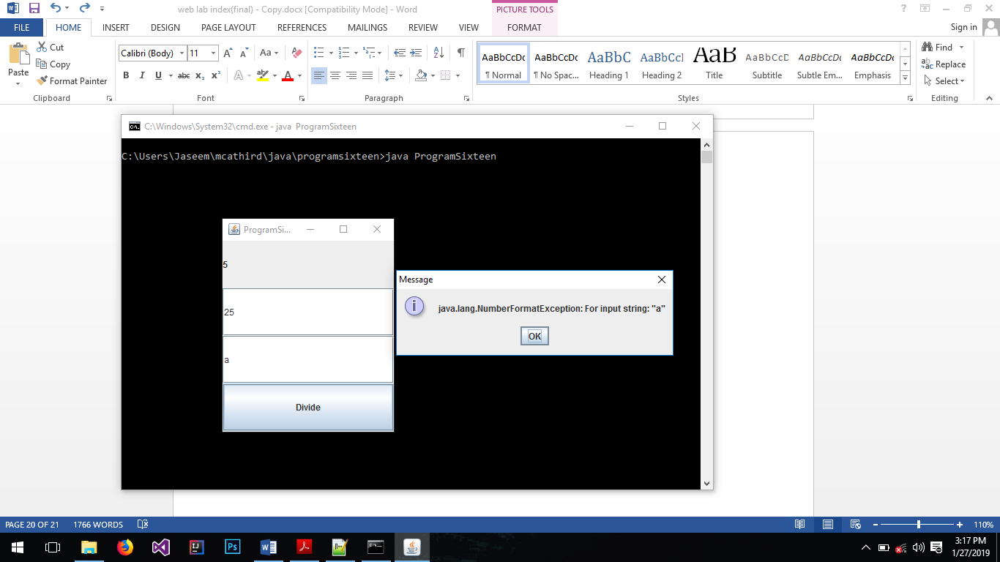 web lab index(final) - Copy.docx [Compatibility Mode] - Word
PICTURE TOOLS
FILE HOME INSERT DESIGN PAGE LAYOUT REFERENCES MAILINGS REVIEW VIEW FORMAT Sign in
Paste
Cut
Copy
Format Painter
Clipboard
Calibri (Body) 11
Font
Paragraph
AaBbCcDc AaBbCcDc AaBbC AaBbCcI AaB AaBbCcD AaBbCcDc AaBbCcDc
¶ Normal ¶ No Spac... Heading 1 Heading 2 Title Subtitle Subtle Em... Emphasis
Styles
Find
Replace
Select
Editing
C:\Windows\System32\cmd.exe - java  ProgramSixteen
C:\Users\Jaseem\mcathird\java\programsixteen>java ProgramSixteen
ProgramSi...
5
25
a
Divide
Message
java.lang.NumberFormatException: For input string: "a"
OK
PAGE 20 OF 21 1766 WORDS 110%
3:17 PM
1/27/2019